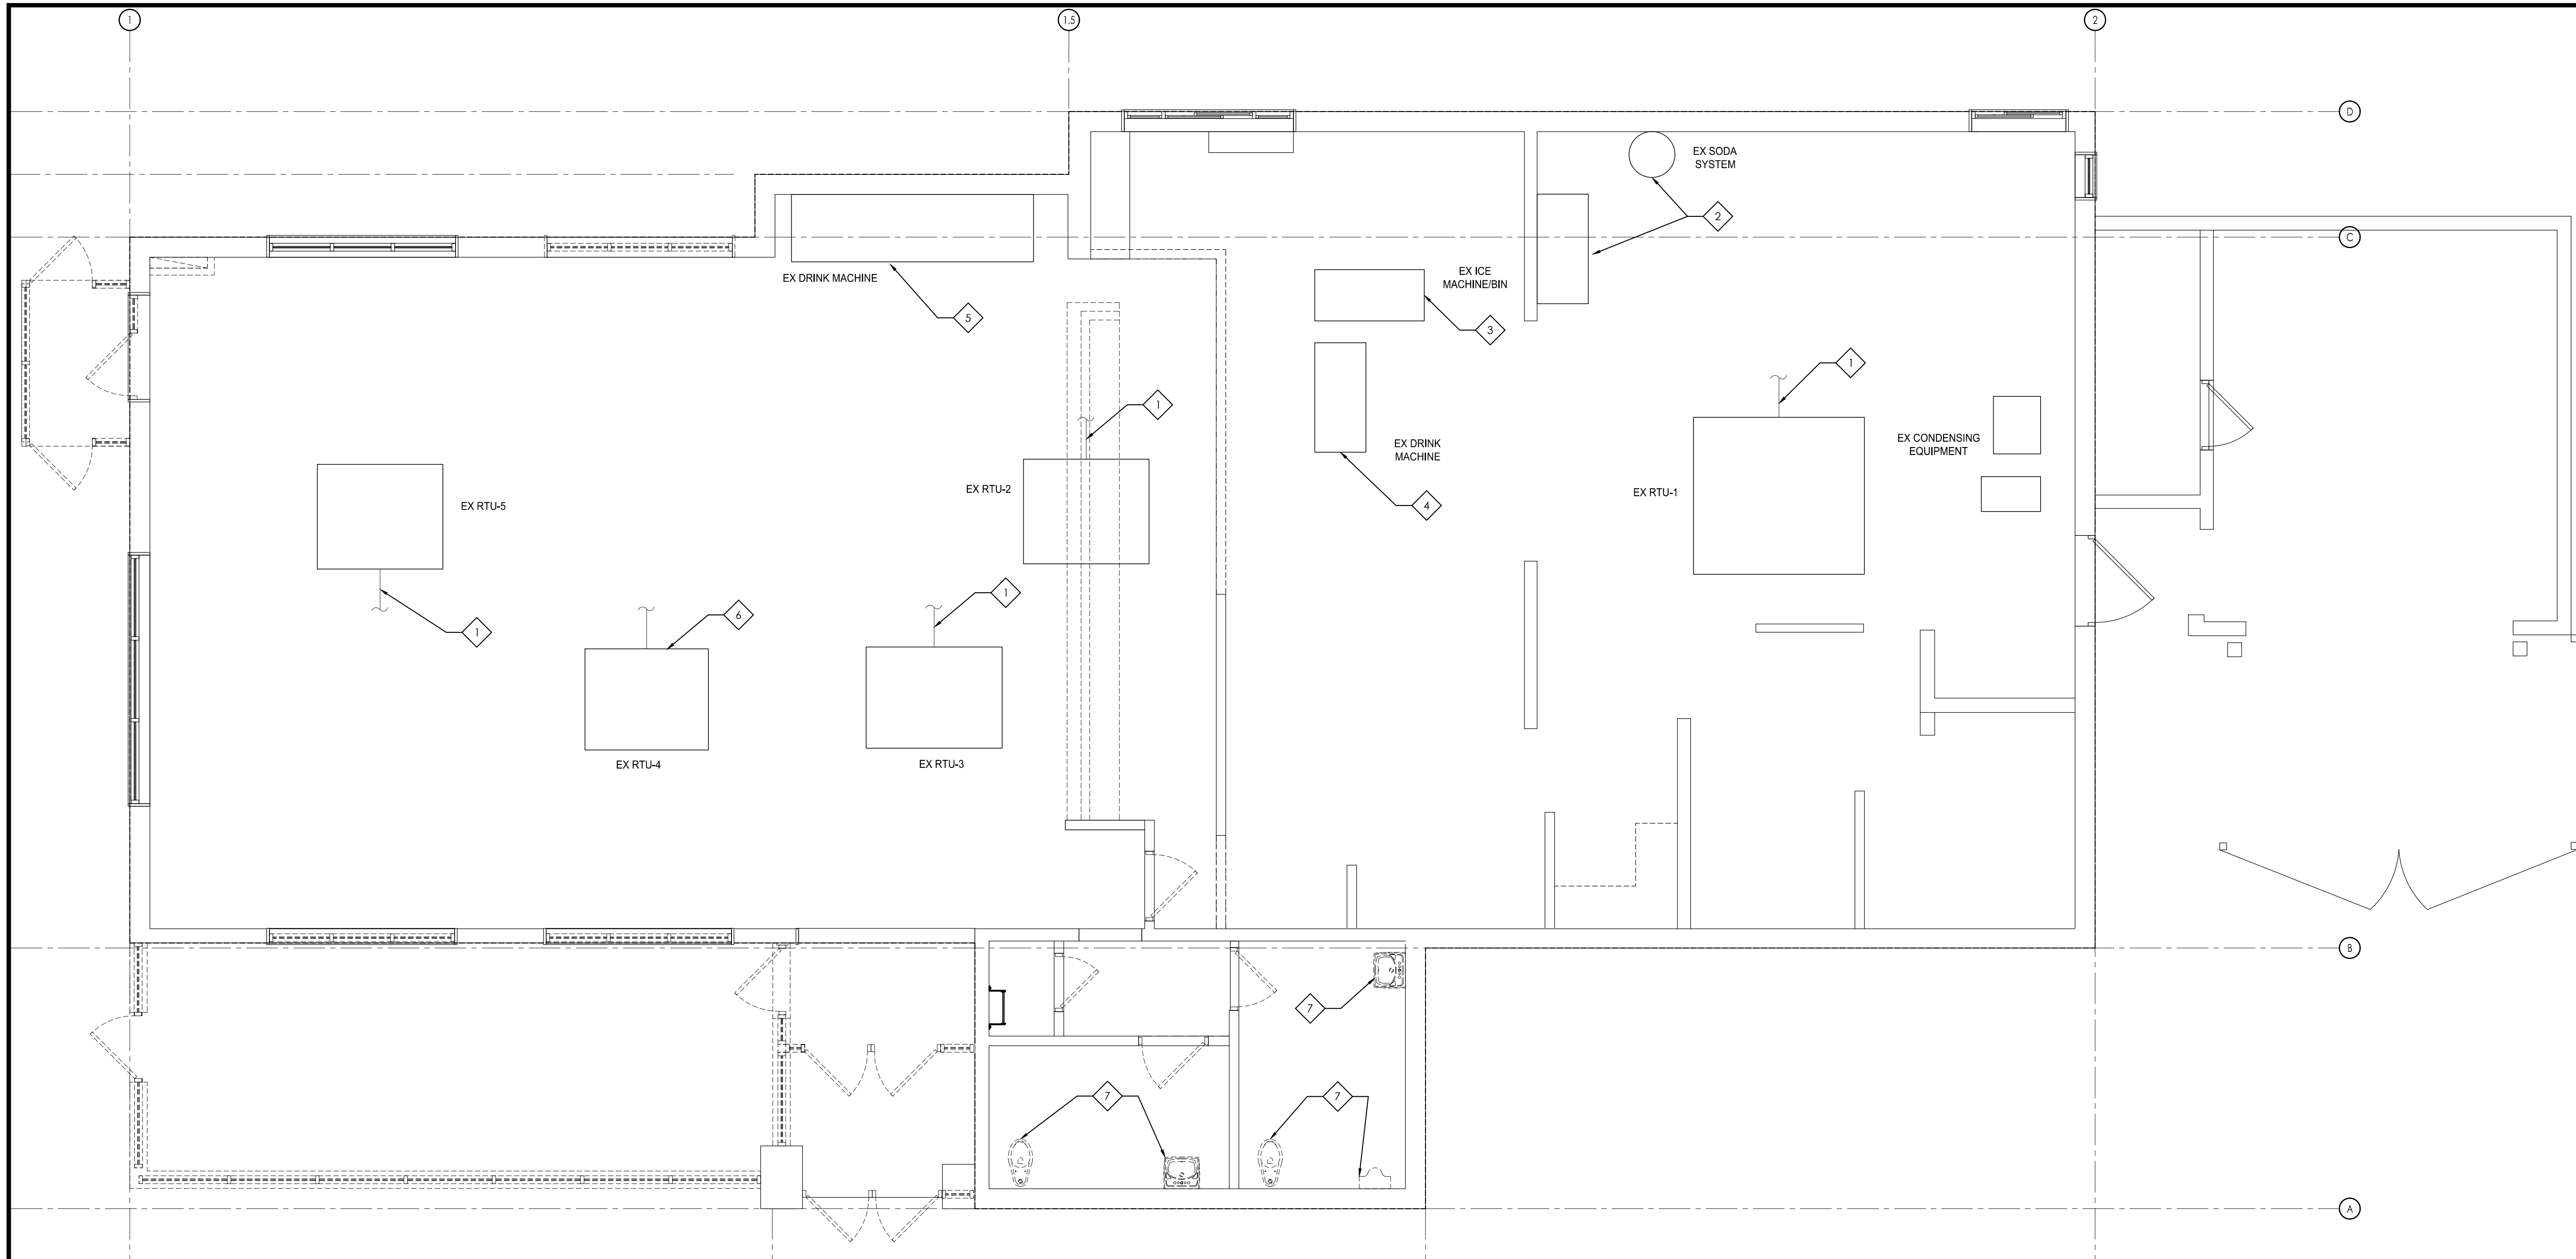 1
1.5
2
D
EX SODA
SYSTEM
2
C
EX DRINK MACHINE
EX ICE
MACHINE/BIN
5
3
1
1
EX DRINK
MACHINE
EX CONDENSING
EQUIPMENT
EX RTU-2
EX RTU-1
EX RTU-5
4
1
6
1
EX RTU-4
EX RTU-3
B
7
7
7
A